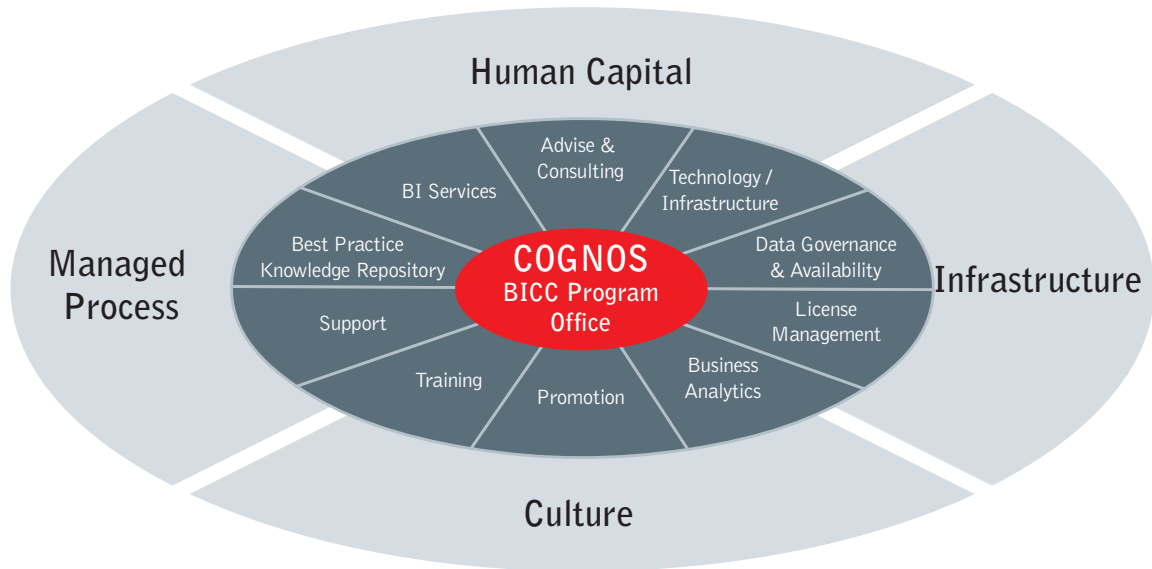 Human Capital
Advise &
Consulting
Technology /
Infrastructure
BI Services
Data Governance
& Availability
Best Practice
Knowledge Repository
COGNOS
BICC Program
Office
Managed
Process
Infrastructure
License
Management
Support
Business
Analytics
Training
Promotion
Culture